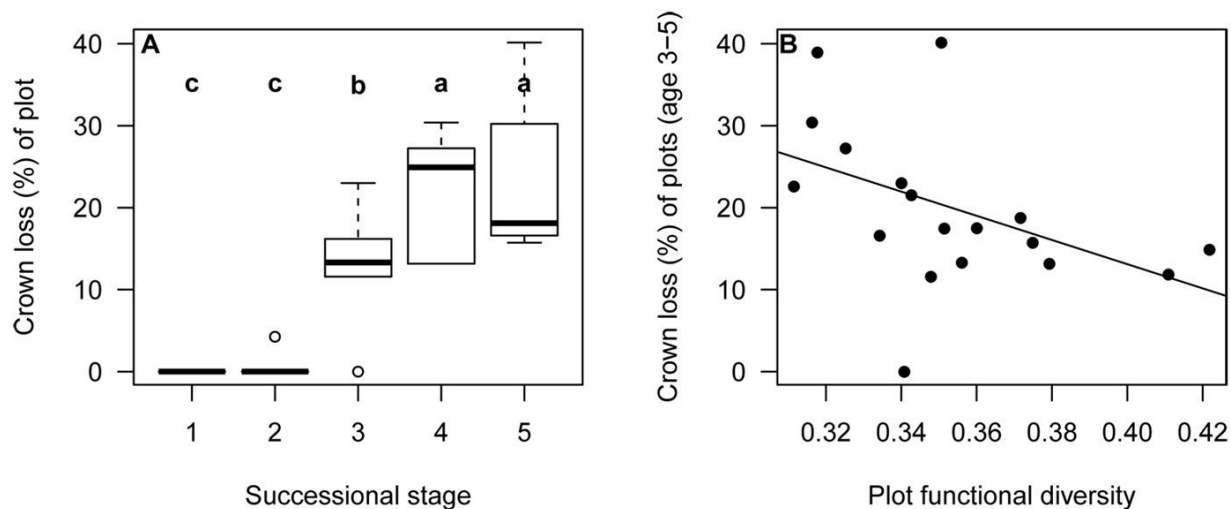 A
Crown loss (%) of plot
40
30
20
10
0
c c b a a
1 2 3 4 5
Successional stage
B
Crown loss (%) of plots (age 3−5)
40
30
20
10
0
0.32 0.34 0.36 0.38 0.40 0.42
Plot functional diversity